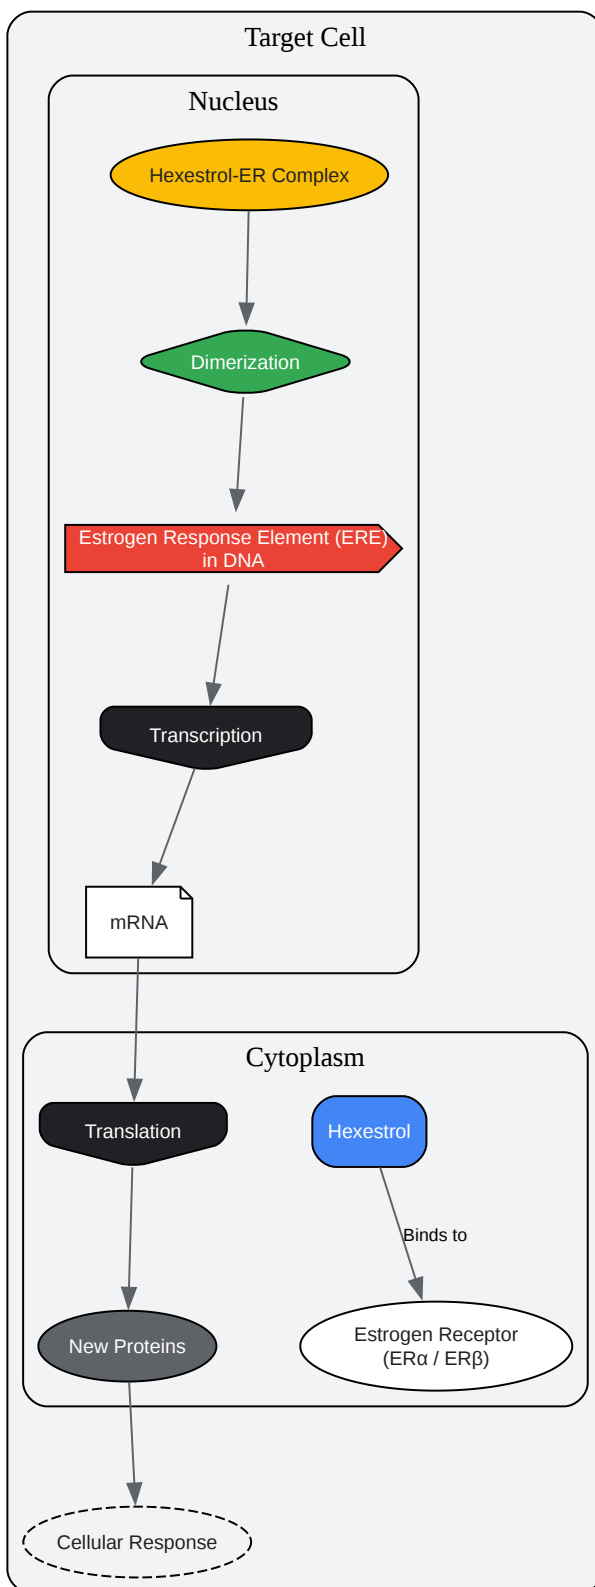 Target Cell
Nucleus
Hexestrol-ER Complex
Dimerization
Estrogen Response Element (ERE)
in DNA
Transcription
mRNA
Cytoplasm
Translation
Hexestrol
Binds to
New Proteins
Estrogen Receptor
(ERα / ERβ)
Cellular Response